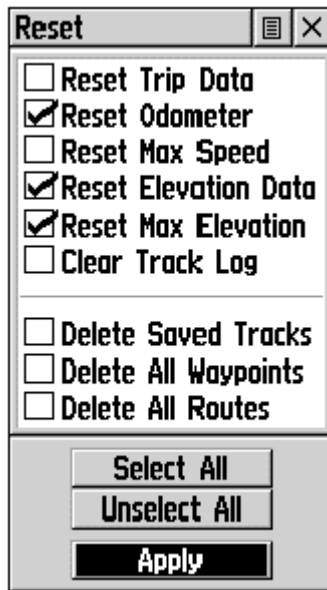 Reset
Reset Trip Data
Reset Odometer
Reset Max Speed
Reset Elevation Data
Reset Max Elevation
Clear Track Log
Delete Saved Tracks
Delete All Waypoints
Delete All Routes
Select All
Unselect All
Apply